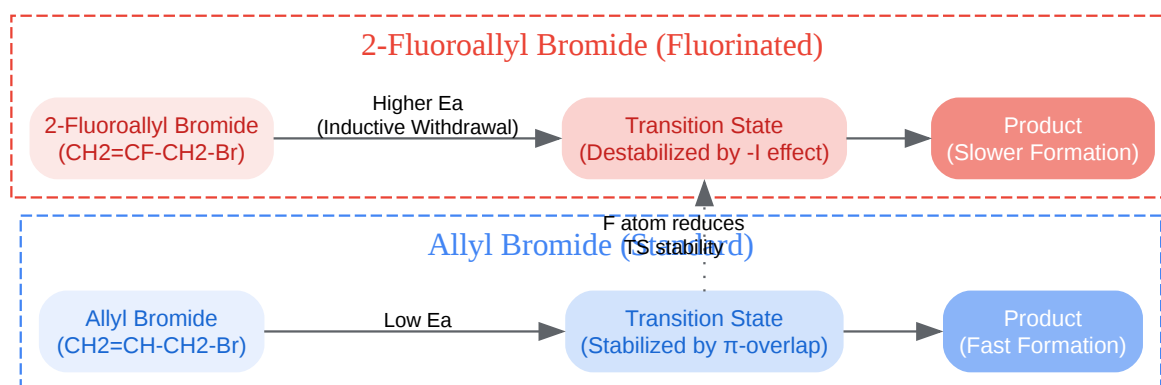 2-Fluoroallyl Bromide (Fluorinated)
Higher Ea
(Inductive Withdrawal)
2-Fluoroallyl Bromide
(CH2=CF-CH2-Br)
Transition State
(Destabilized by -I effect)
Product
(Slower Formation)
F atom reduces
TS stability
Allyl Bromide (Standard)
Allyl Bromide
(CH2=CH-CH2-Br)
Low Ea
Transition State
(Stabilized by π-overlap)
Product
(Fast Formation)